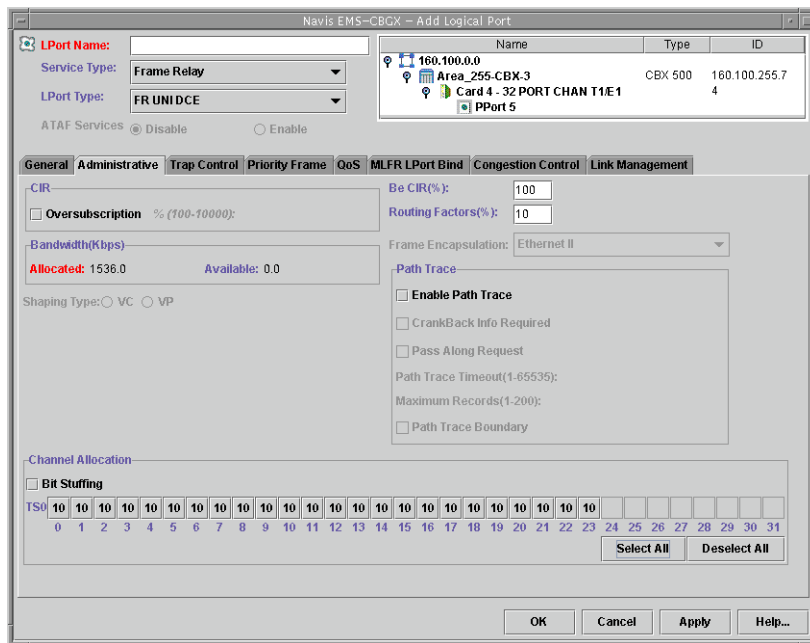 Navis EMS-CBGX - Add Logical Port
LPort Name:
Service Type: Frame Relay
LPort Type: FR UNI DCE
ATAF Services Disable Enable
Name Type ID
160.100.0.0
Area_255-CBX-3 CBX 500 160.100.255.7
Card 4 - 32 PORT CHAN T1/E1 4
PPort 5
General Administrative Trap Control Priority Frame QoS MLFR LPort Bind Congestion Control Link Management
CIR
Oversubscription % (100-10000):
Bandwidth(Kbps)
Allocated: 1536.0 Available: 0.0
Shaping Type: VC VP
Be CIR(%): 100
Routing Factors(%): 10
Frame Encapsulation: Ethernet II
Path Trace
Enable Path Trace
CrankBack Info Required
Pass Along Request
Path Trace Timeout(1-65535):
Maximum Records(1-200):
Path Trace Boundary
Channel Allocation
Bit Stuffing
TS0 10 10 10 10 10 10 10 10 10 10 10 10 10 10 10 10 10 10 10 10 10 10 10 10
0 1 2 3 4 5 6 7 8 9 10 11 12 13 14 15 16 17 18 19 20 21 22 23 24 25 26 27 28 29 30 31
Select All Deselect All
OK Cancel Apply Help...